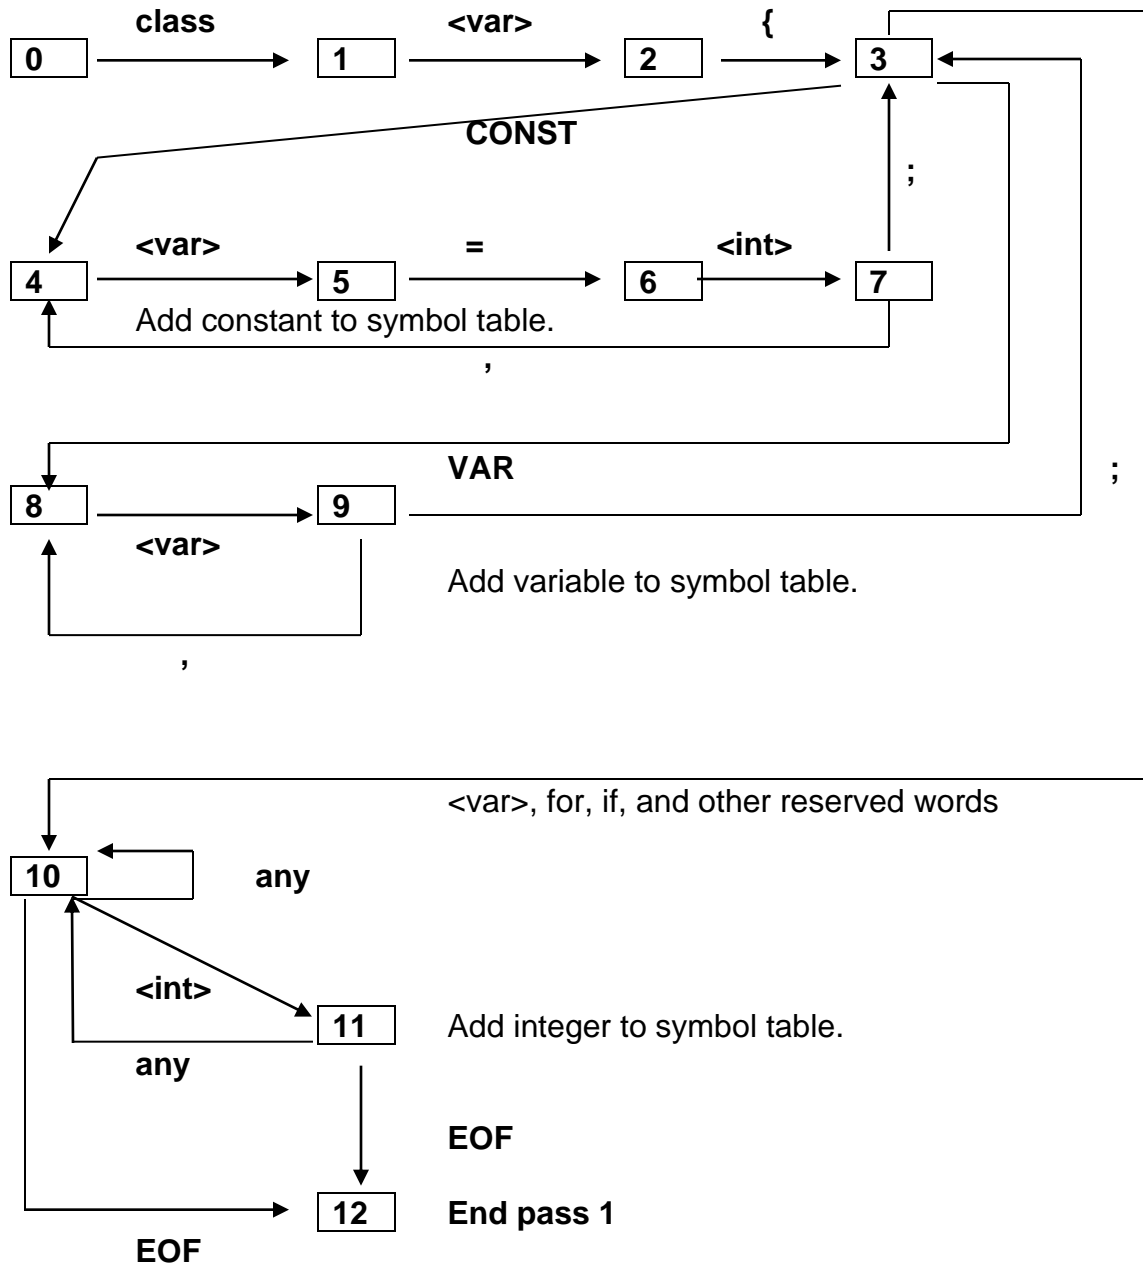 class <var> {
0 1 2 3
CONST
;
<var> = <int>
4 5 6 7
Add constant to symbol table.
,
VAR ;
8 9
<var>
Add variable to symbol table.
,
<var>, for, if, and other reserved words
10 any
<int>
11 Add integer to symbol table.
any
EOF
12 End pass 1
EOF